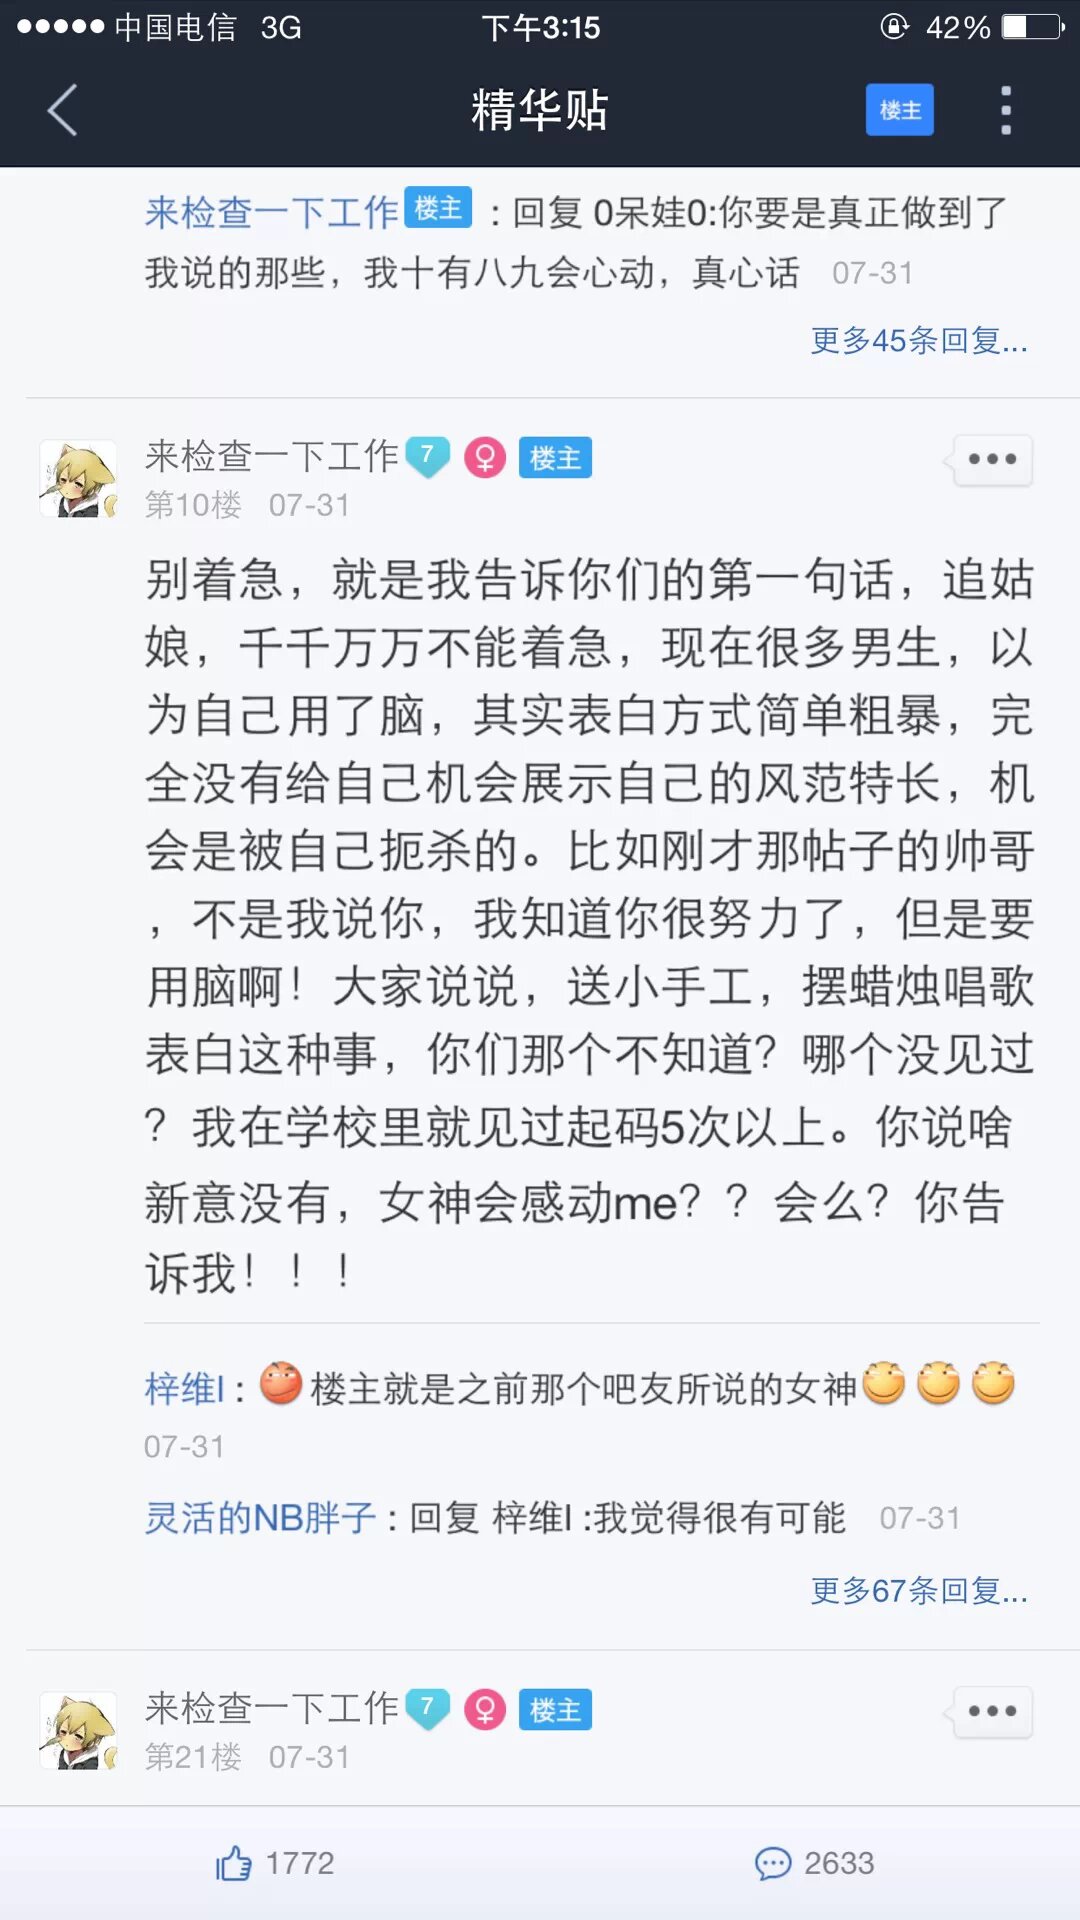 中国电信 3G 下午3:15 42%
精华贴 楼主
来检查一下工作 楼主 : 回复 0呆娃0:你要是真正做到了
我说的那些，我十有八九会心动，真心话 07-31
更多45条回复...
来检查一下工作 7 楼主
第10楼 07-31
别着急，就是我告诉你们的第一句话，追姑
娘，千千万万不能着急，现在很多男生，以
为自己用了脑，其实表白方式简单粗暴，完
全没有给自己机会展示自己的风范特长，机
会是被自己扼杀的。比如刚才那帖子的帅哥
，不是我说你，我知道你很努力了，但是要
用脑啊！大家说说，送小手工，摆蜡烛唱歌
表白这种事，你们那个不知道？哪个没见过
？我在学校里就见过起码5次以上。你说啥
新意没有，女神会感动me？？会么？你告
诉我！！！
梓维l : 楼主就是之前那个吧友所说的女神
07-31
灵活的NB胖子 : 回复 梓维l :我觉得很有可能 07-31
更多67条回复...
来检查一下工作 7 楼主
第21楼 07-31
1772 2633